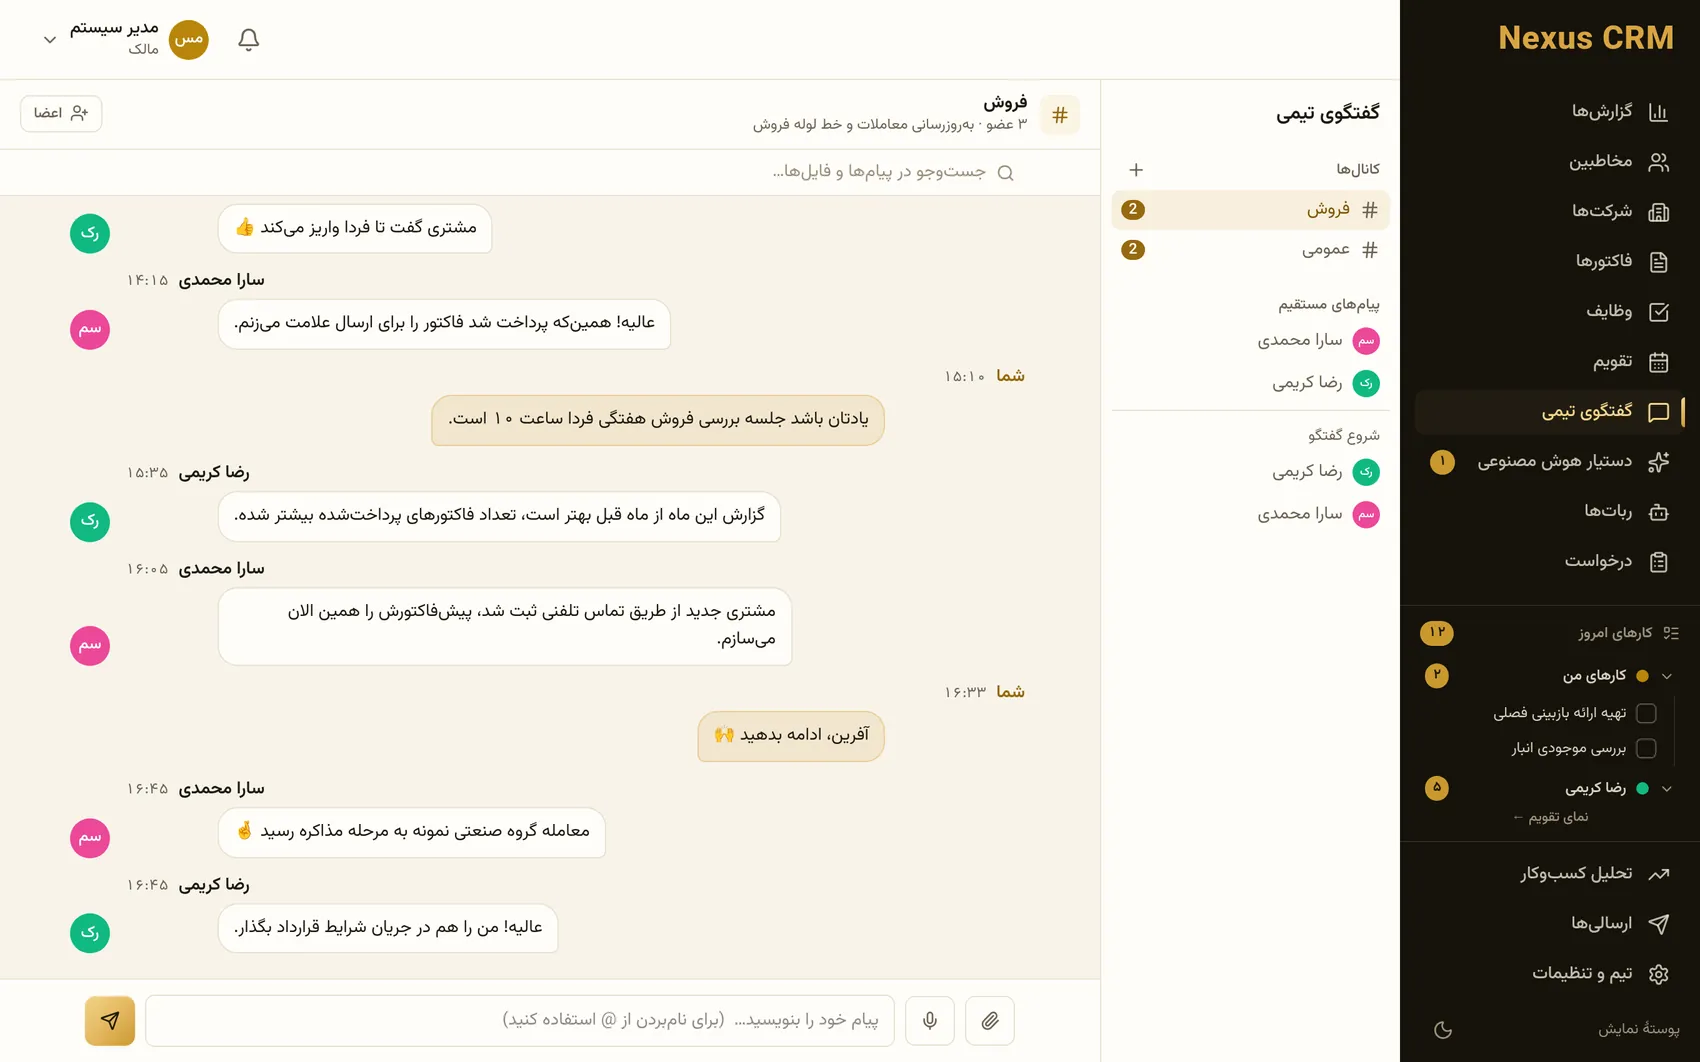 Nexus CRM
گزارش‌ها
مخاطبین
شرکت‌ها
فاکتورها
وظایف
تقویم
گفتگوی تیمی
دستیار هوش مصنوعی ۱
ربات‌ها
درخواست
کارهای امروز ۱۲
کارهای من ۲
تهیه ارائه بازبینی فصلی
بررسی موجودی انبار
رضا کریمی ۵
نمای تقویم ←
تحلیل کسب‌وکار
ارسالی‌ها
تیم و تنظیمات
پوستهٔ نمایش
مس
مدیر سیستم
مالک
گفتگوی تیمی
کانال‌ها
# فروش 2
# عمومی 2
پیام‌های مستقیم
سم سارا محمدی
رک رضا کریمی
شروع گفتگو
رک رضا کریمی
سم سارا محمدی
#
فروش
۳ عضو · به‌روزرسانی معاملات و خط لوله فروش
اعضا
جست‌وجو در پیام‌ها و فایل‌ها...
مشتری گفت تا فردا واریز می‌کند 👍
رک
سارا محمدی ۱۴:۱۵
عالیه! همین‌که پرداخت شد فاکتور را برای ارسال علامت می‌زنم.
سم
شما ۱۵:۱۰
یادتان باشد جلسه بررسی فروش هفتگی فردا ساعت ۱۰ است.
رضا کریمی ۱۵:۳۵
گزارش این ماه از ماه قبل بهتر است، تعداد فاکتورهای پرداخت‌شده بیشتر شده.
رک
سارا محمدی ۱۶:۰۵
مشتری جدید از طریق تماس تلفنی ثبت شد، پیش‌فاکتورش را همین الان
می‌سازم.
سم
شما ۱۶:۳۳
آفرین، ادامه بدهید 🙌
سارا محمدی ۱۶:۴۵
معامله گروه صنعتی نمونه به مرحله مذاکره رسید 🤞
سم
رضا کریمی ۱۶:۴۵
عالیه! من را هم در جریان شرایط قرارداد بگذار.
رک
پیام خود را بنویسید... (برای نام‌بردن از @ استفاده کنید)